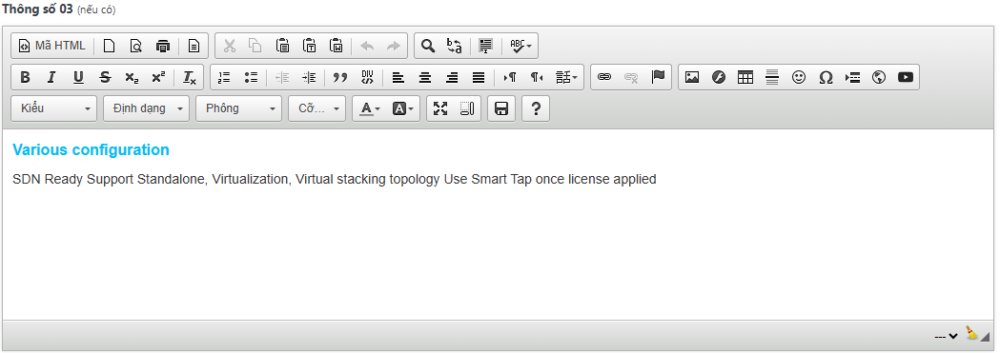 Thông số 03 (nếu có)
Mã HTML
Kiểu Định dạng Phông Cỡ...
Various configuration
SDN Ready Support Standalone, Virtualization, Virtual stacking topology Use Smart Tap once license applied
---